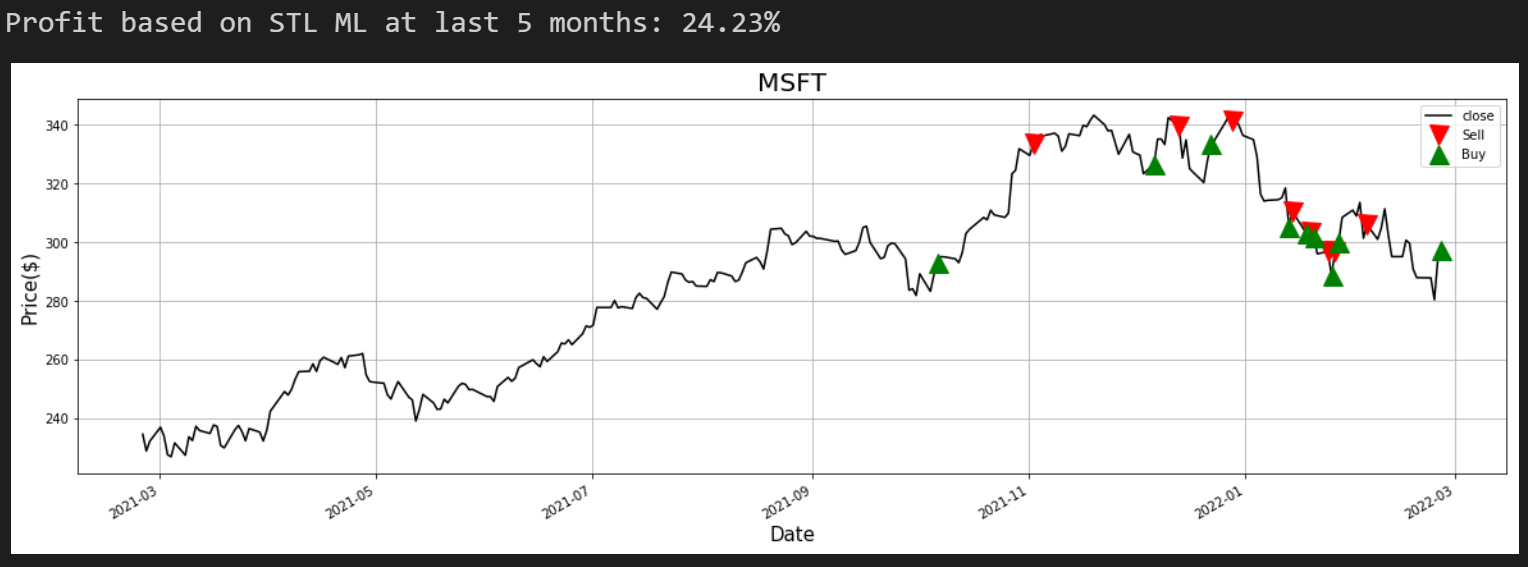 Profit based on STL ML at last 5 months: 24.23%
MSFT
close
Sell
Buy
Price($)
340
320
300
280
260
240
2021-03
2021-05
2021-07
2021-09
2021-11
2022-01
2022-03
Date